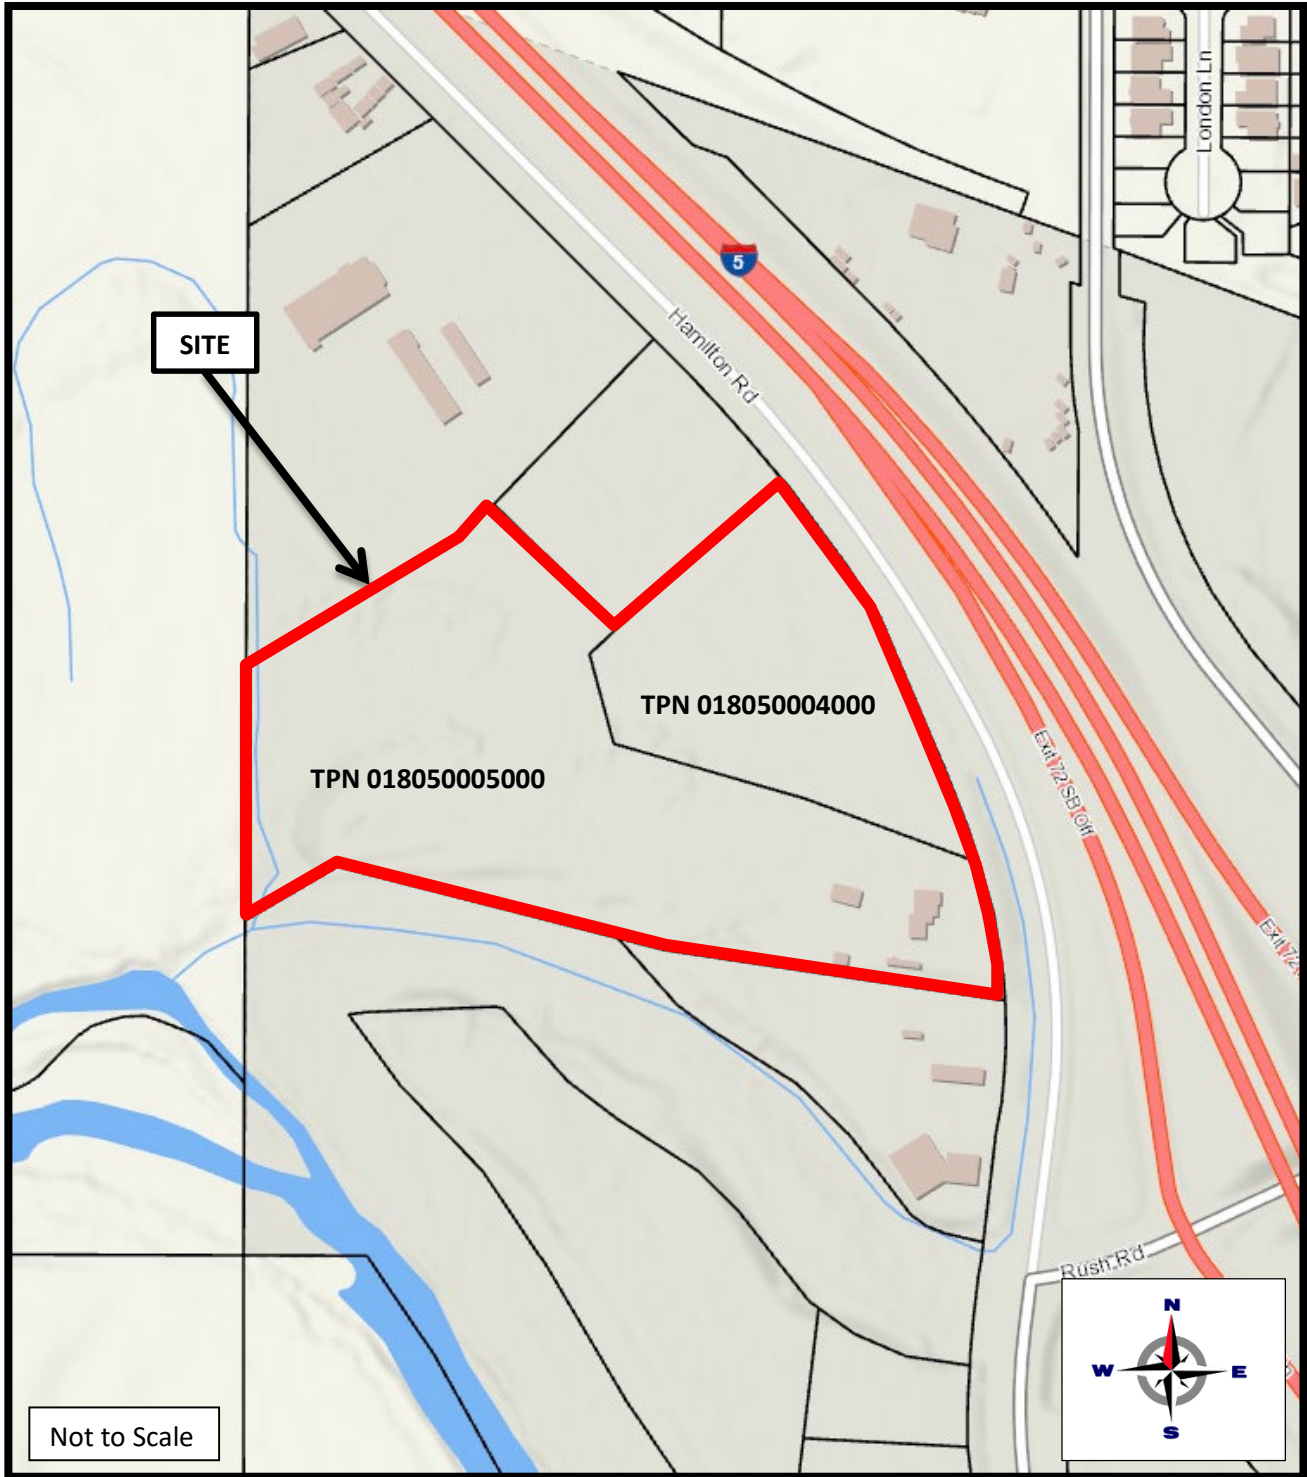 London Ln
5
SITE
Hamilton Rd
TPN 018050004000
Exit 72 SB Off
TPN 018050005000
Rush Rd
N
W
E
S
Not to Scale